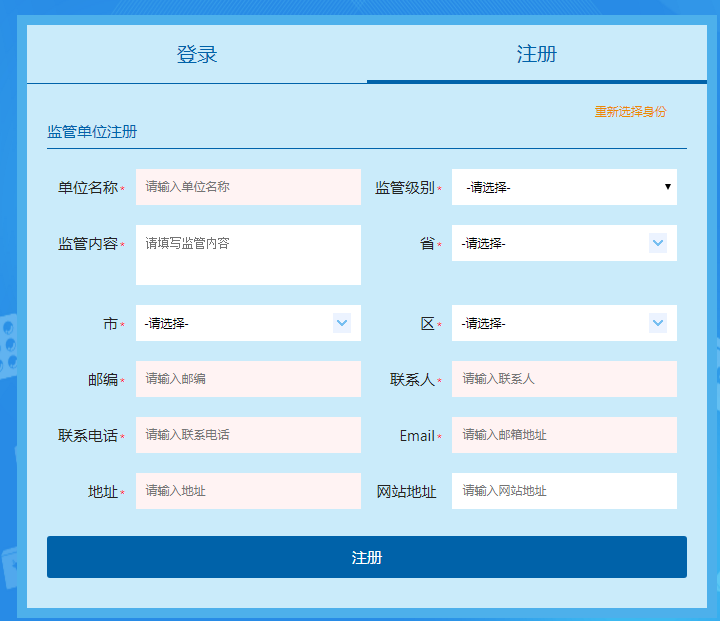 登录 注册
重新选择身份
监管单位注册
单位名称* 请输入单位名称 监管级别* -请选择-
监管内容* 请填写监管内容 省* -请选择-
市* -请选择- 区* -请选择-
邮编* 请输入邮编 联系人* 请输入联系人
联系电话* 请输入联系电话 Email* 请输入邮箱地址
地址* 请输入地址 网站地址 请输入网站地址
注册